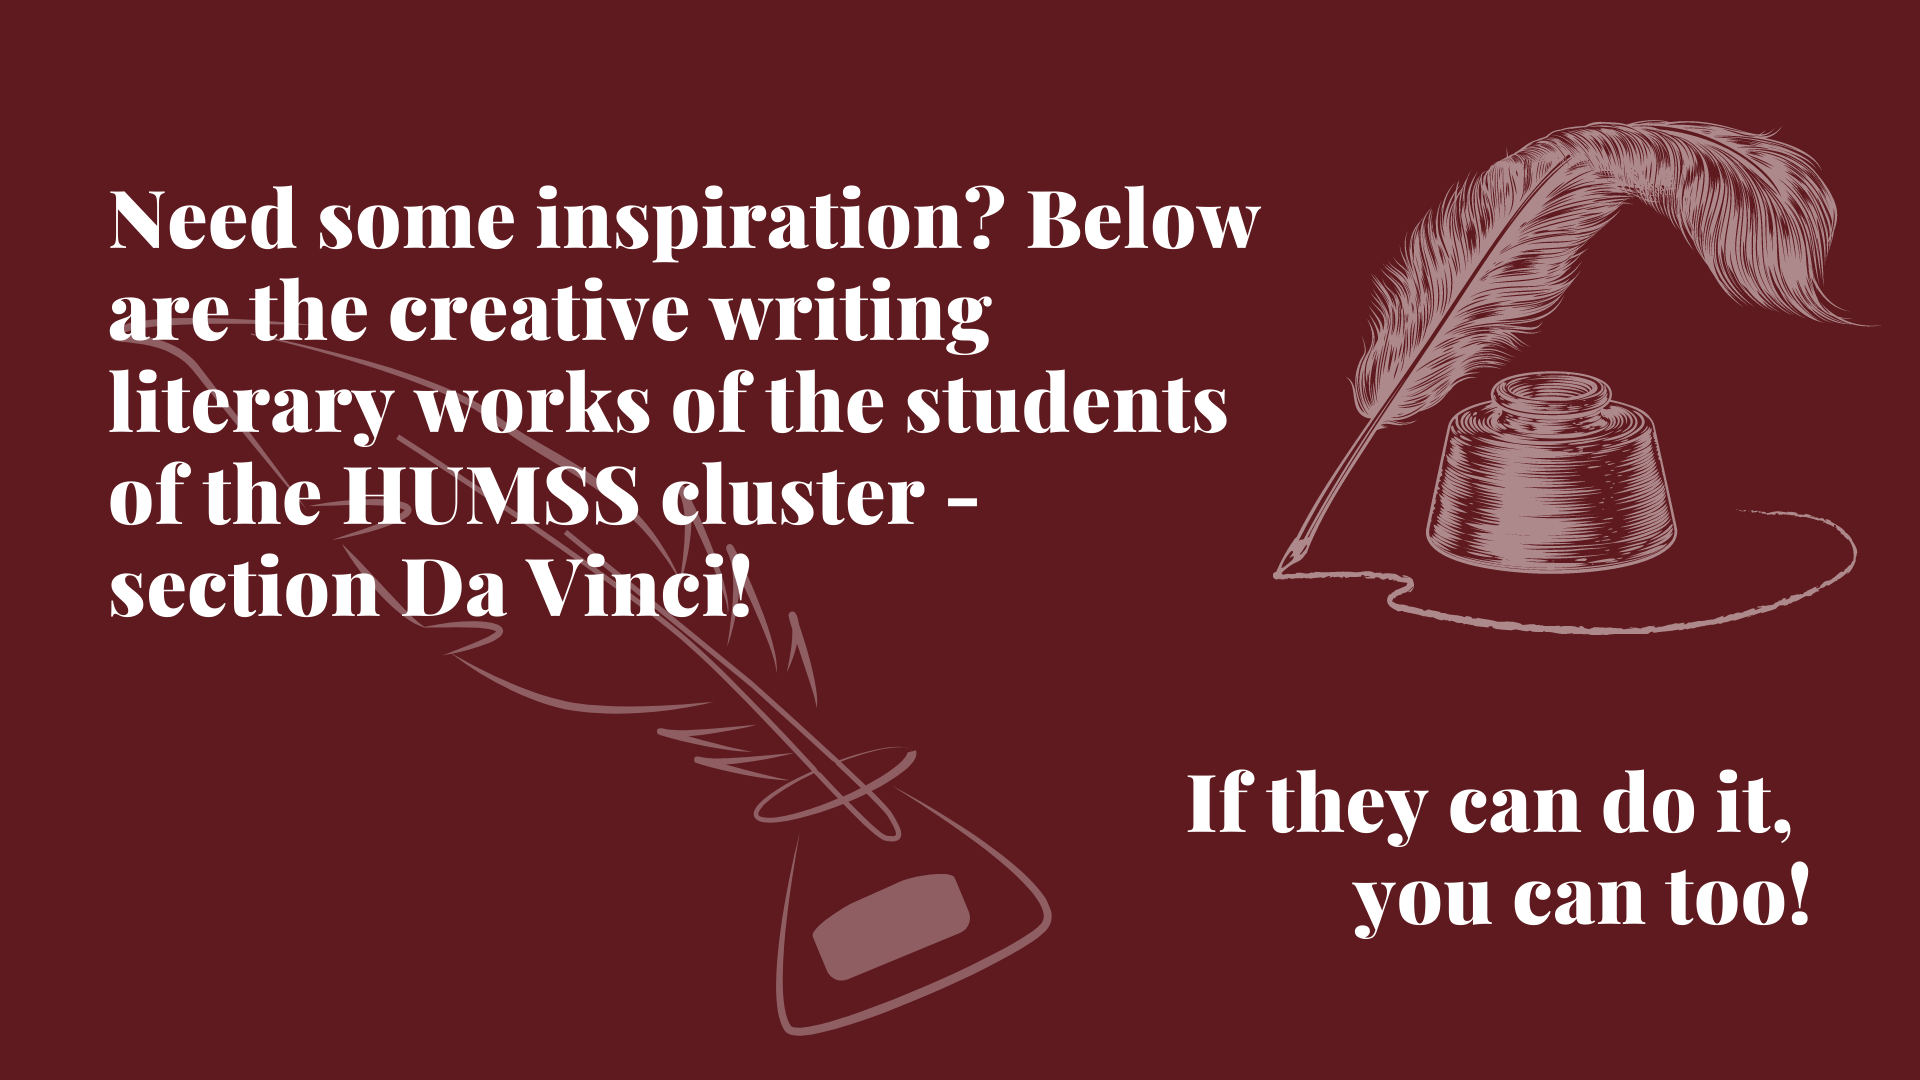 Need some inspiration? Below
are the creative writing
literary works of the students
of the HUMSS cluster -
section Da Vinci!
If they can do it,
you can too!